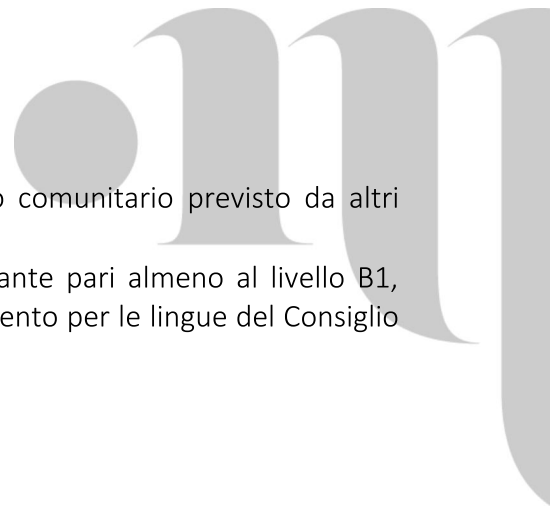 o comunitario previsto da altri
ante pari almeno al livello B1,
ento per le lingue del Consiglio